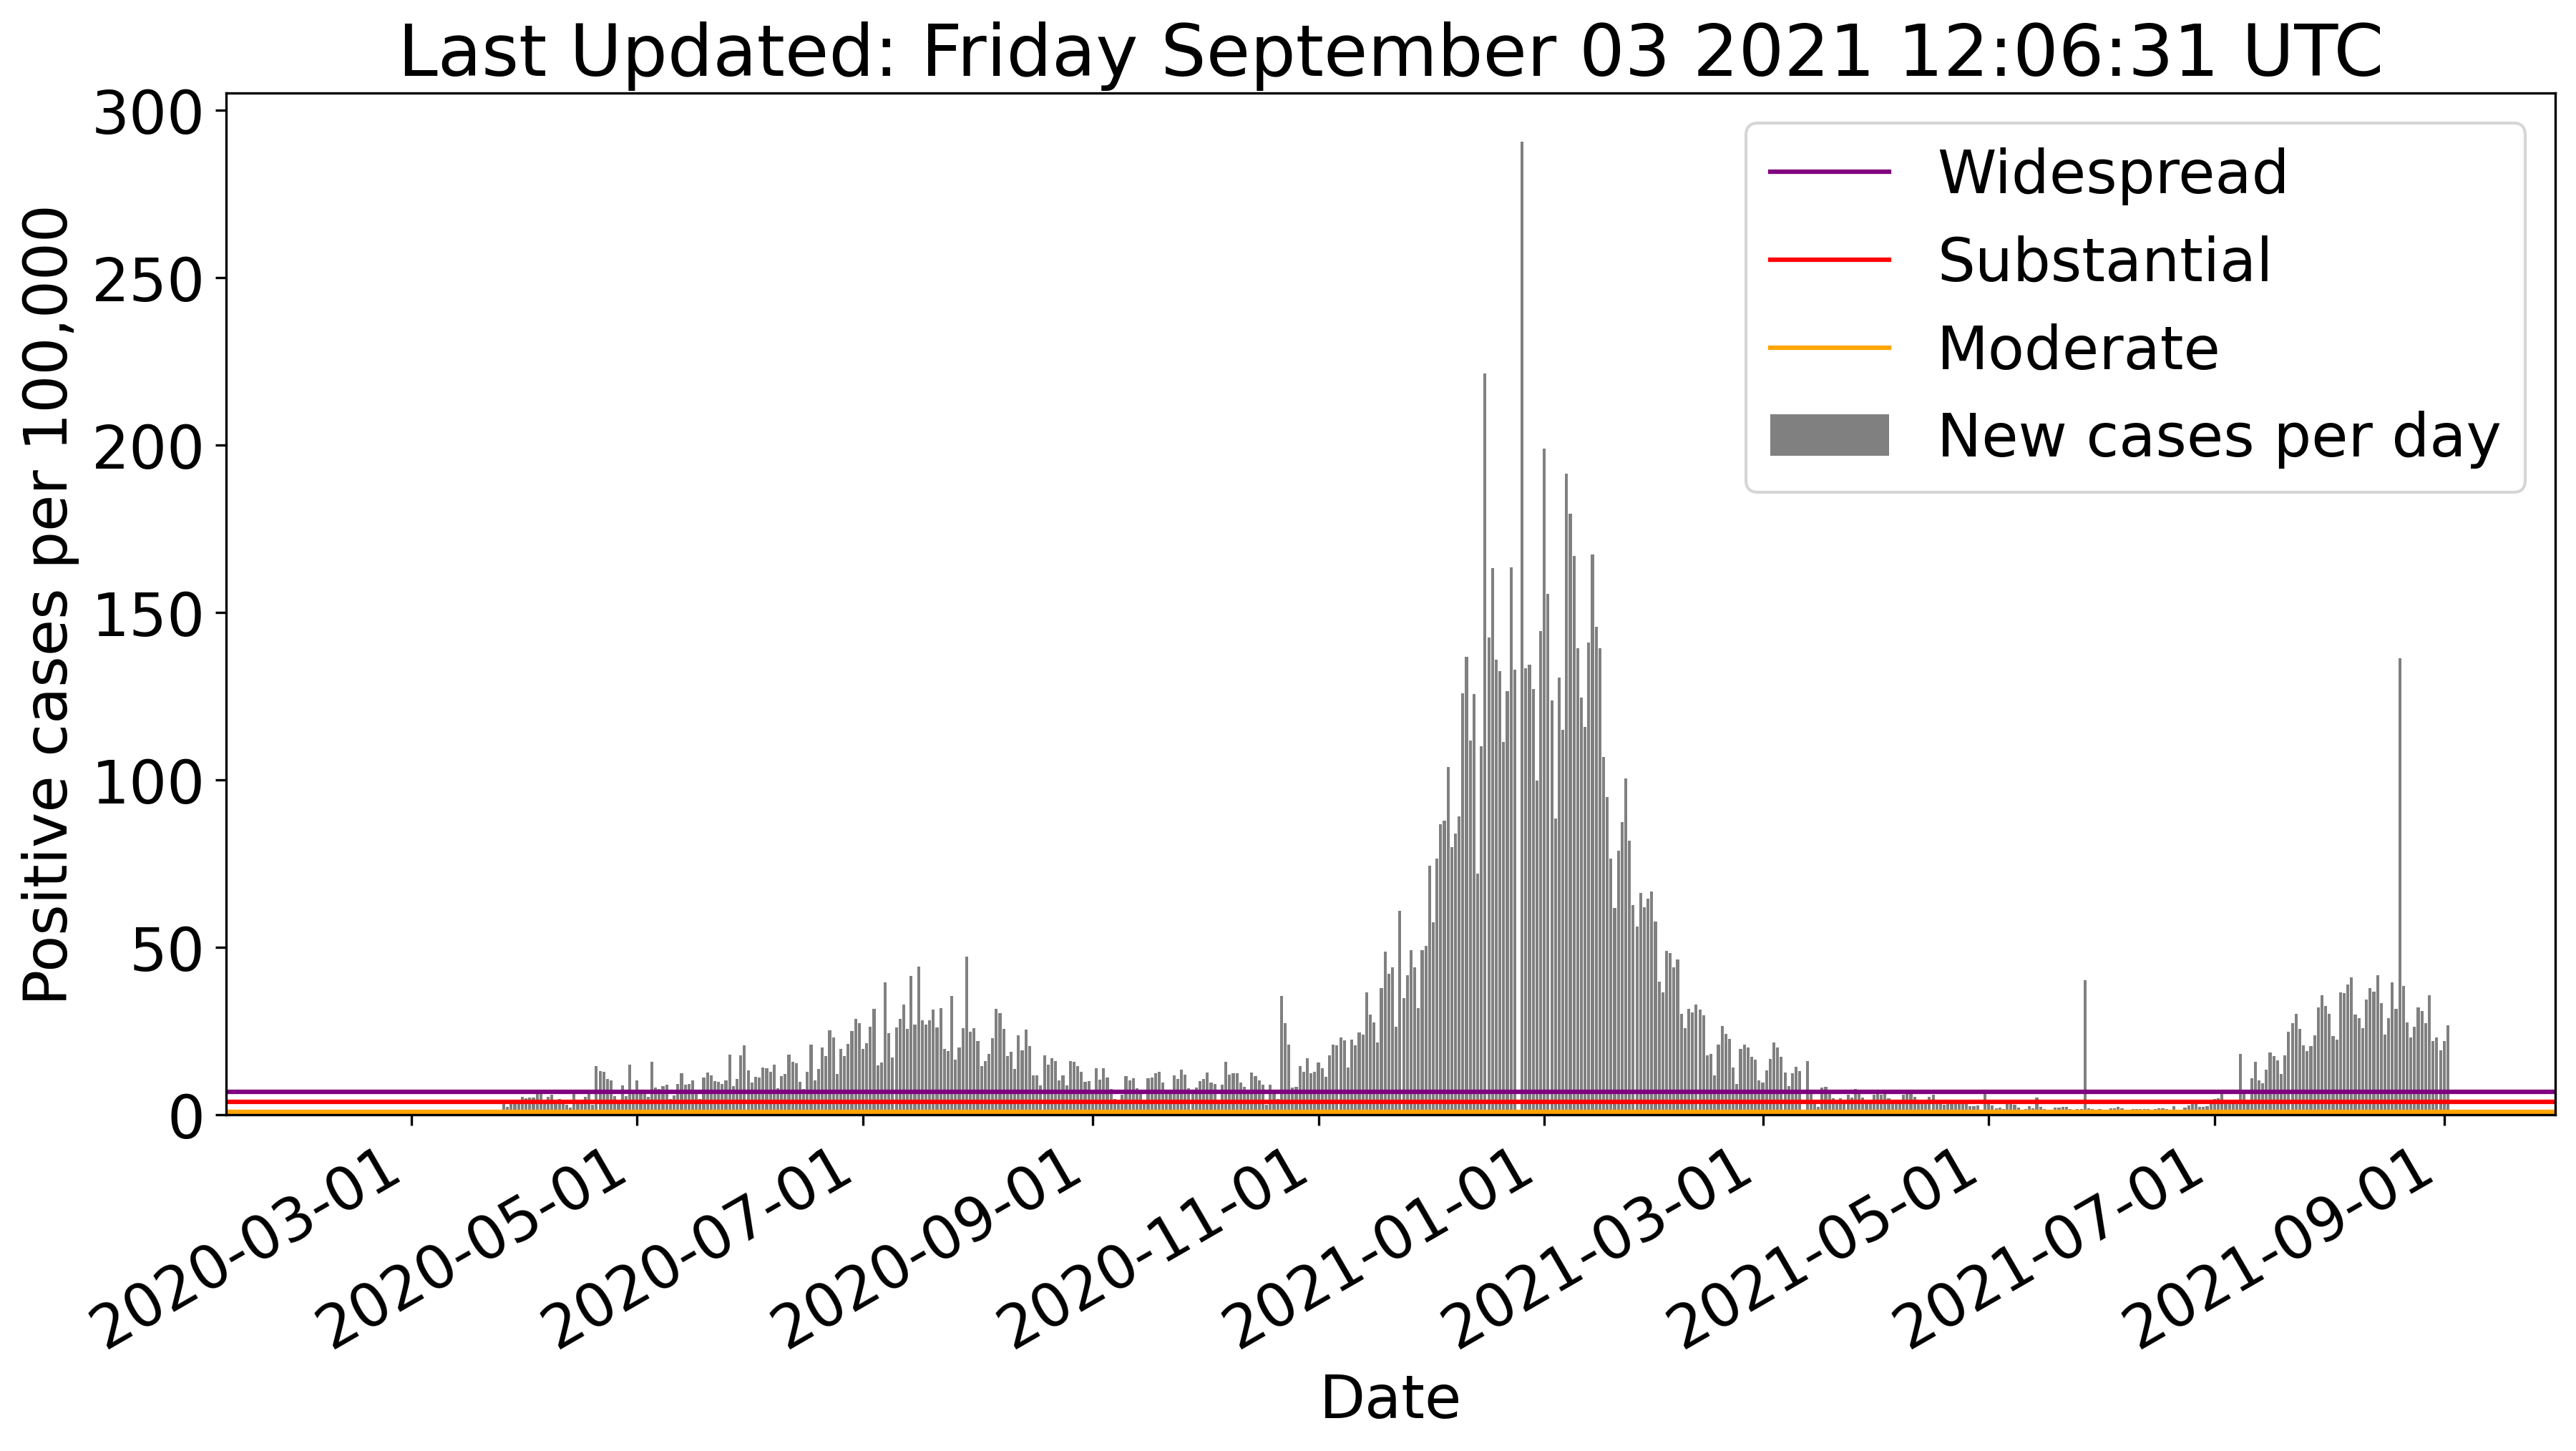 Last Updated: Friday September 03 2021 12:06:31 UTC
Positive cases per 100,000
300
250
200
150
100
50
0
Widespread
Substantial
Moderate
New cases per day
2020-03-01
2020-05-01
2020-07-01
2020-09-01
2020-11-01
2021-01-01
2021-03-01
2021-05-01
2021-07-01
2021-09-01
Date